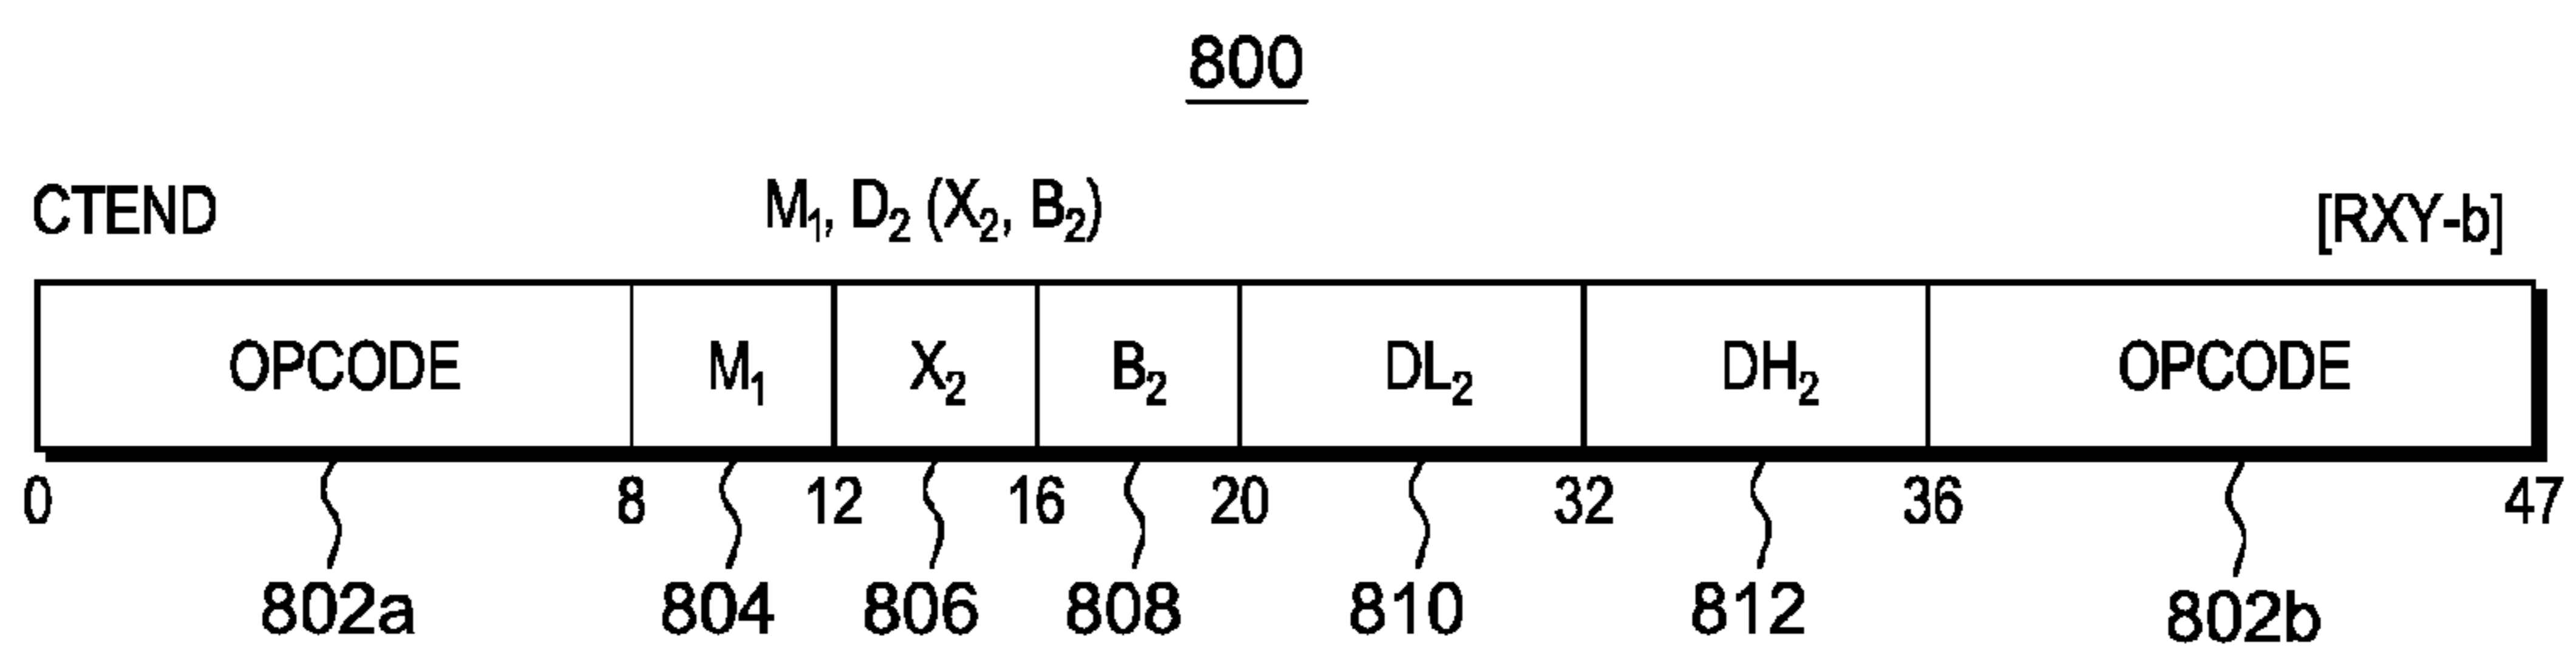 800
CTEND M₁, D₂ (X₂, B₂) [RXY-b]
OPCODE M₁ X₂ B₂ DL₂ DH₂ OPCODE
0 8 12 16 20 32 36 47
802a 804 806 808 810 812 802b